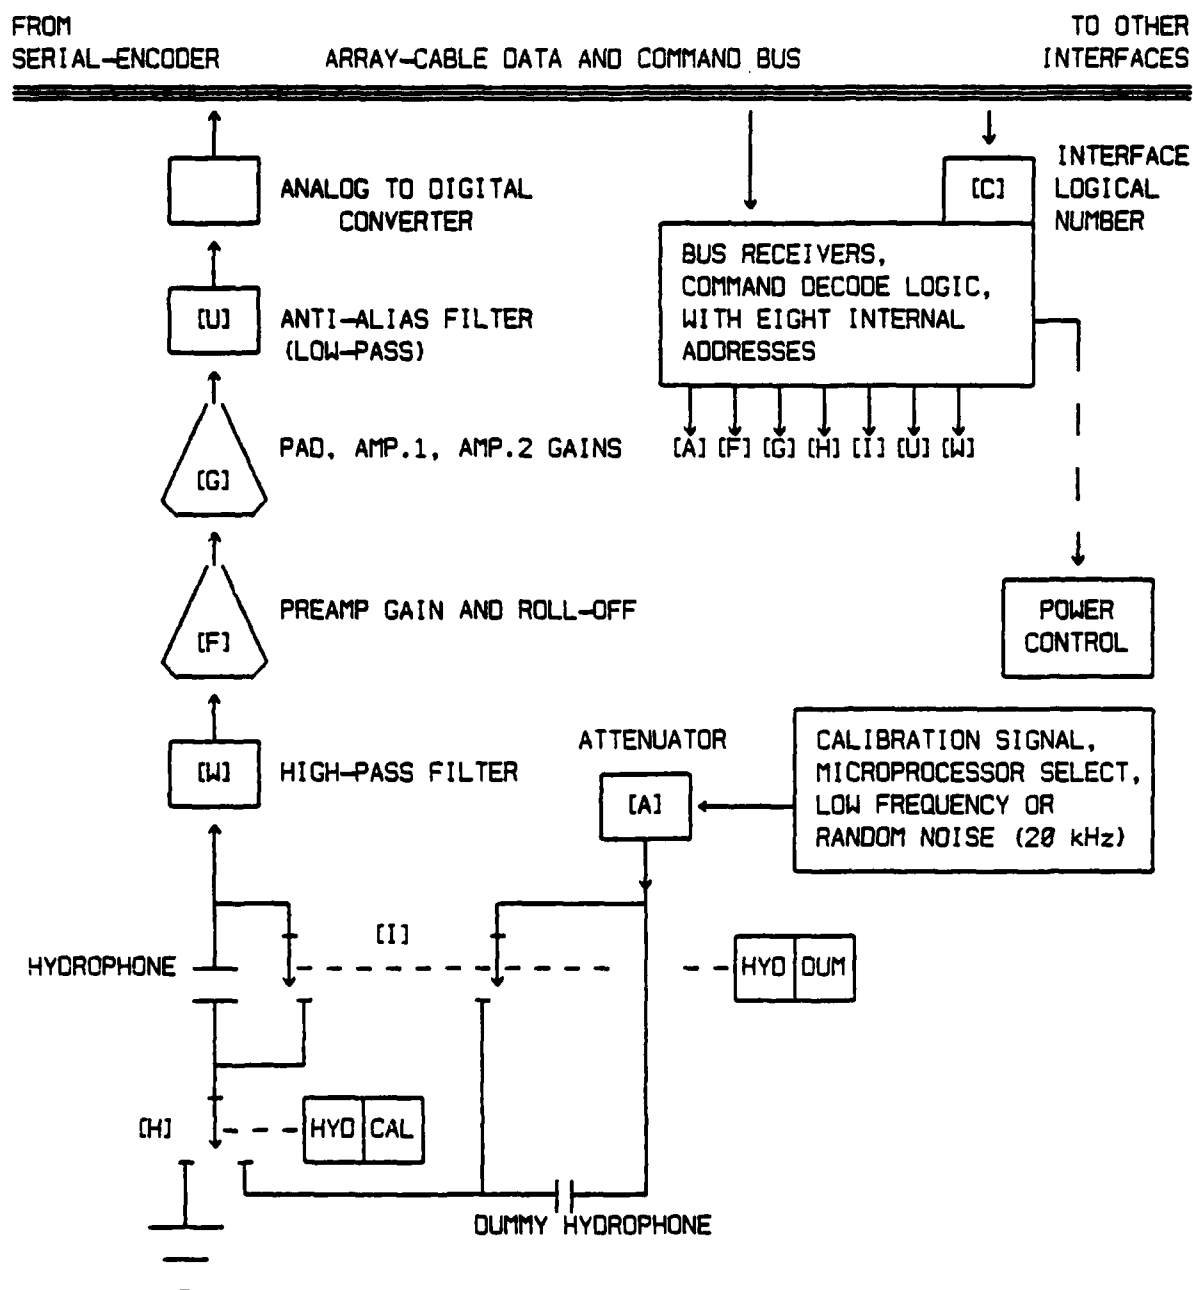 FROM
SERIAL-ENCODER
ARRAY-CABLE DATA AND COMMAND BUS
TO OTHER
INTERFACES
ANALOG TO DIGITAL
CONVERTER
[U]
ANTI-ALIAS FILTER
(LOW-PASS)
[G]
PAD, AMP.1, AMP.2 GAINS
[F]
PREAMP GAIN AND ROLL-OFF
[W]
HIGH-PASS FILTER
[C]
INTERFACE
LOGICAL
NUMBER
BUS RECEIVERS,
COMMAND DECODE LOGIC,
WITH EIGHT INTERNAL
ADDRESSES
[A] [F] [G] [H] [I] [U] [W]
POWER
CONTROL
ATTENUATOR
[A]
CALIBRATION SIGNAL,
MICROPROCESSOR SELECT,
LOW FREQUENCY OR
RANDOM NOISE (20 kHz)
[I]
HYDROPHONE
HYD DUM
[H]
HYD CAL
DUMMY HYDROPHONE